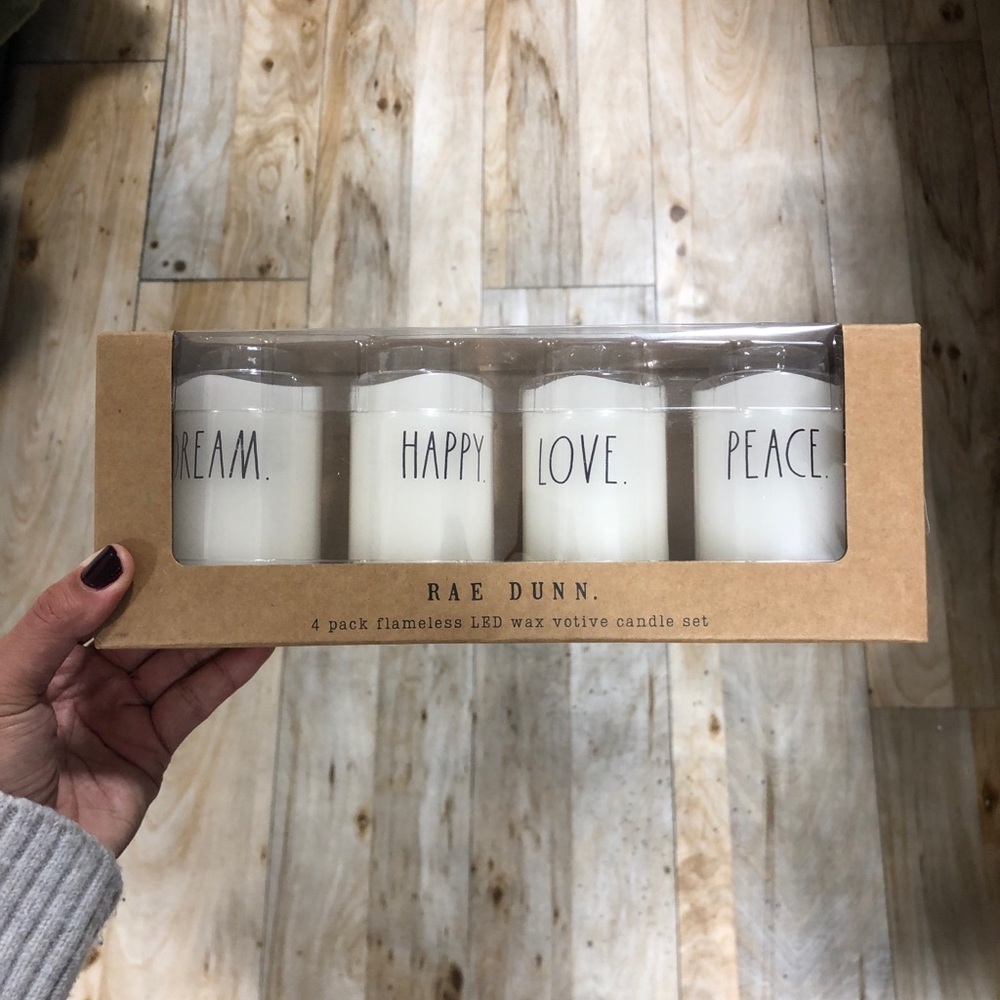 DREAM. HAPPY. LOVE. PEACE.
RAE DUNN.
4 pack flameless LED wax votive candle set